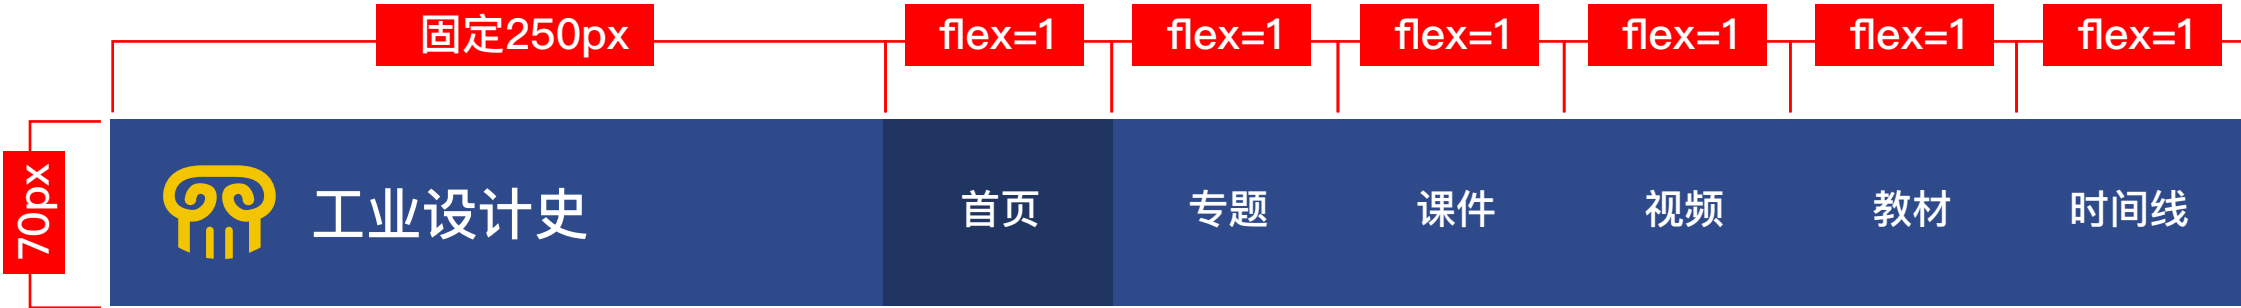 固定250px
flex=1
flex=1
flex=1
flex=1
flex=1
flex=1
70px
工业设计史
首页
专题
课件
视频
教材
时间线